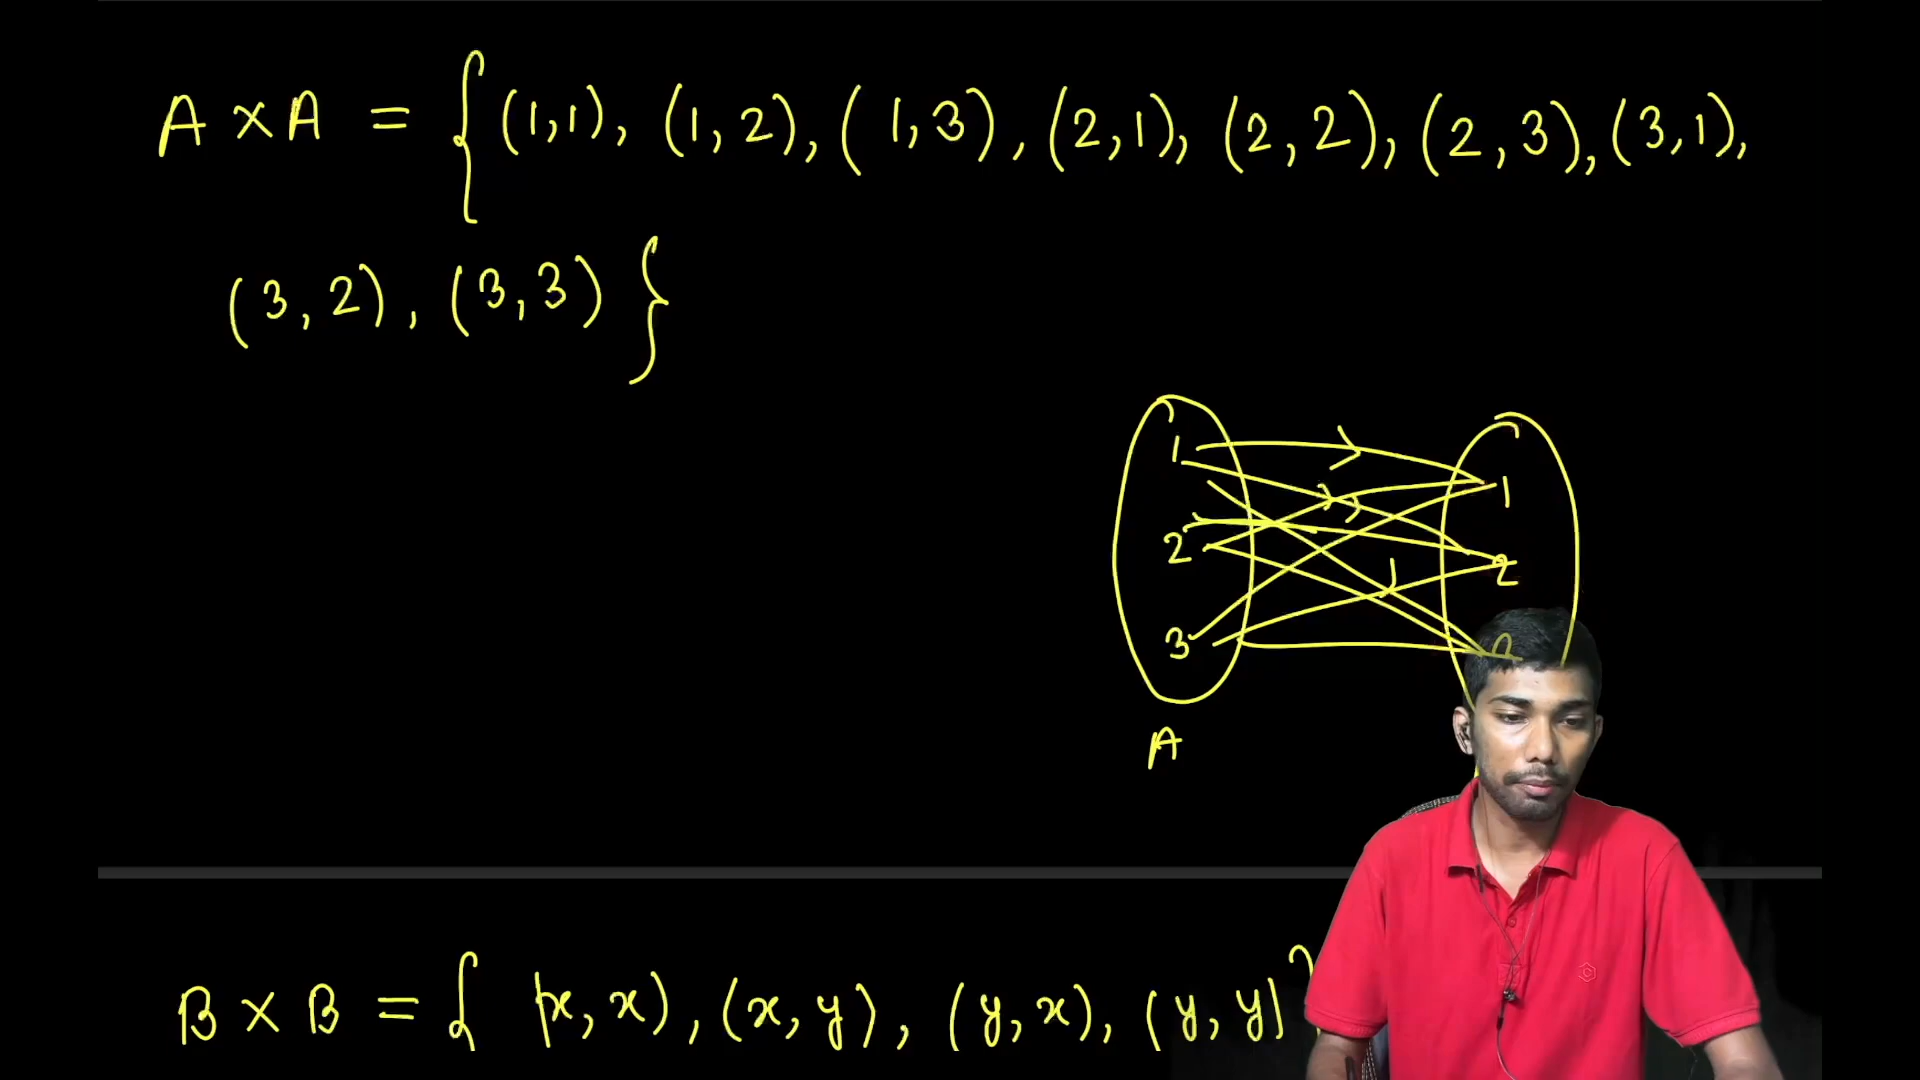 A × A = { (1,1), (1,2), (1,3), (2,1), (2,2), (2,3), (3,1),
(3,2), (3,3) }
1 1
2 2
3
A
B × B = { (x,x), (x,y), (y,x), (y,y) }